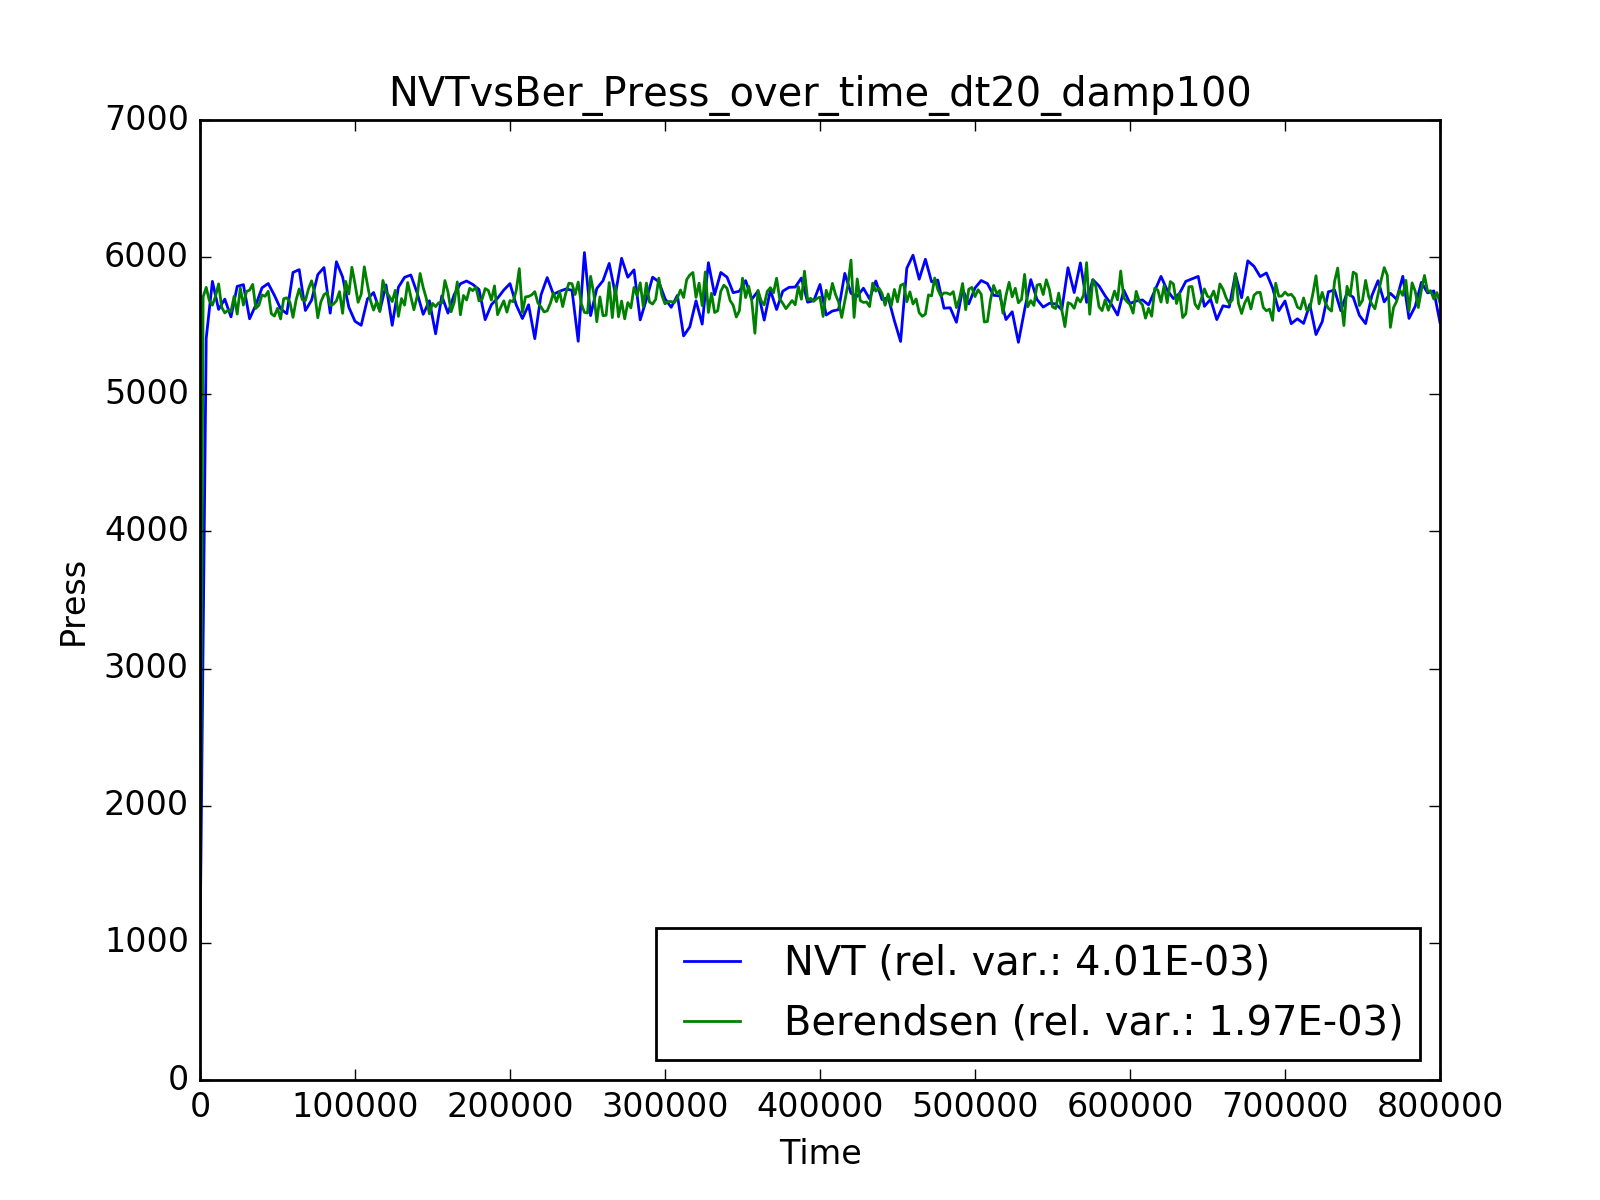 NVTvsBer_Press_over_time_dt20_damp100
7000
6000
5000
4000
3000
2000
1000
0
Press
NVT (rel. var.: 4.01E-03)
Berendsen (rel. var.: 1.97E-03)
0 100000 200000 300000 400000 500000 600000 700000 800000
Time